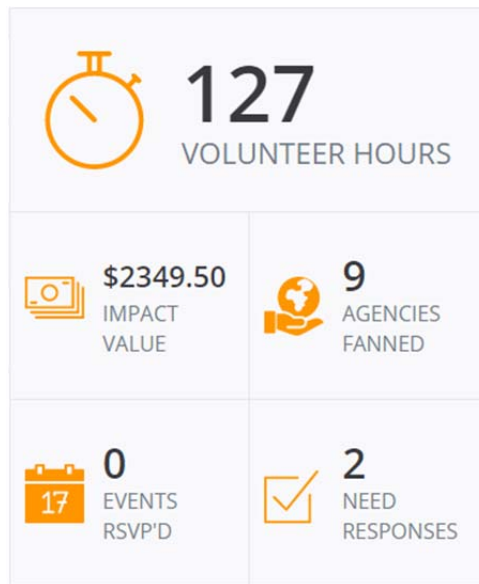 127
VOLUNTEER HOURS
$2349.50
IMPACT
VALUE
9
AGENCIES
FANNED
17
0
EVENTS
RSVP'D
2
NEED
RESPONSES